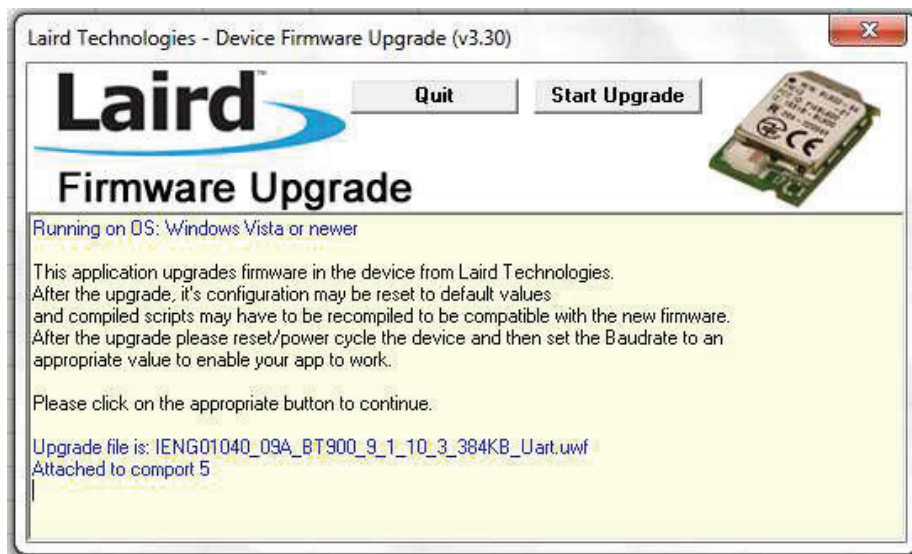 Laird Technologies - Device Firmware Upgrade (v3.30)
Laird™
Quit
Start Upgrade
Firmware Upgrade
Running on OS: Windows Vista or newer
This application upgrades firmware in the device from Laird Technologies.
After the upgrade, it's configuration may be reset to default values
and compiled scripts may have to be recompiled to be compatible with the new firmware.
After the upgrade please reset/power cycle the device and then set the Baudrate to an
appropriate value to enable your app to work.
Please click on the appropriate button to continue.
Upgrade file is: IENG01040_09A_BT900_9_1_10_3_384KB_Uart.uwf
Attached to comport 5